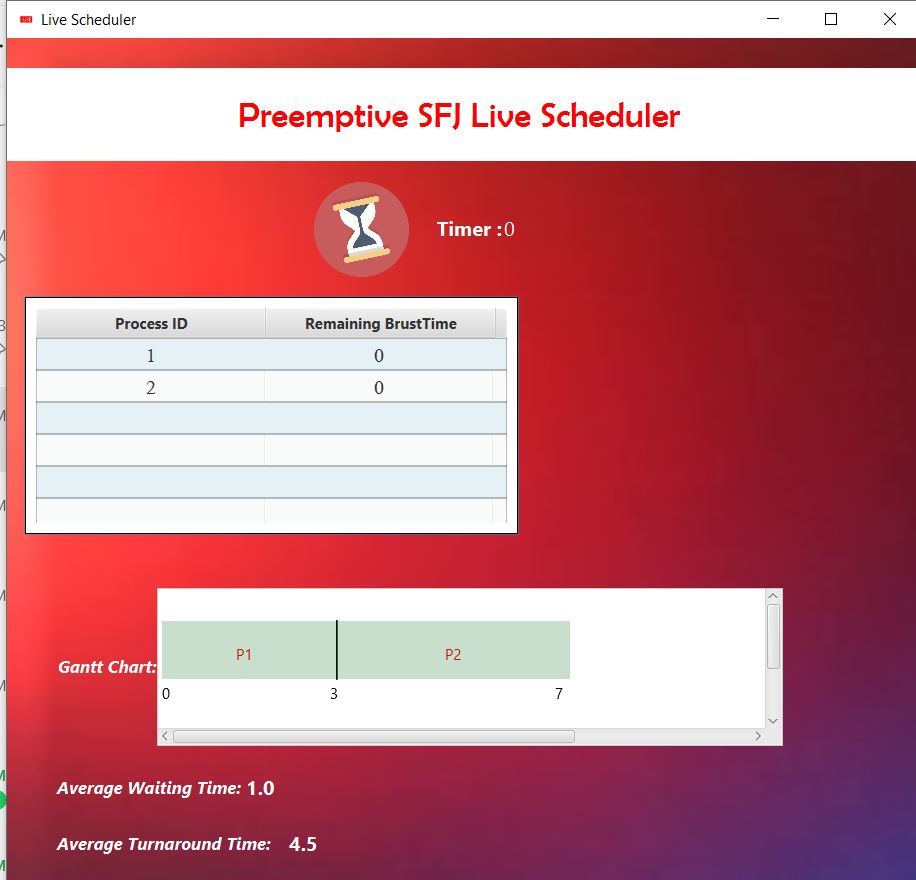 Live Scheduler
Preemptive SFJ Live Scheduler
Timer :0
Process ID Remaining BrustTime
1 0
2 0
P1 P2
Gantt Chart:
0 3 7
Average Waiting Time: 1.0
Average Turnaround Time: 4.5